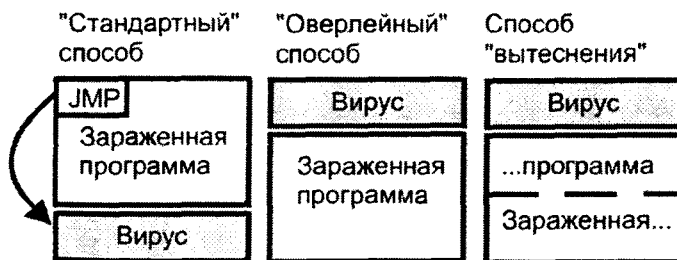 "Стандартный"
способ
JMP
Зараженная
программа
Вирус
"Оверлейный"
способ
Вирус
Зараженная
программа
Способ
"вытеснения"
Вирус
...программа
Зараженная...